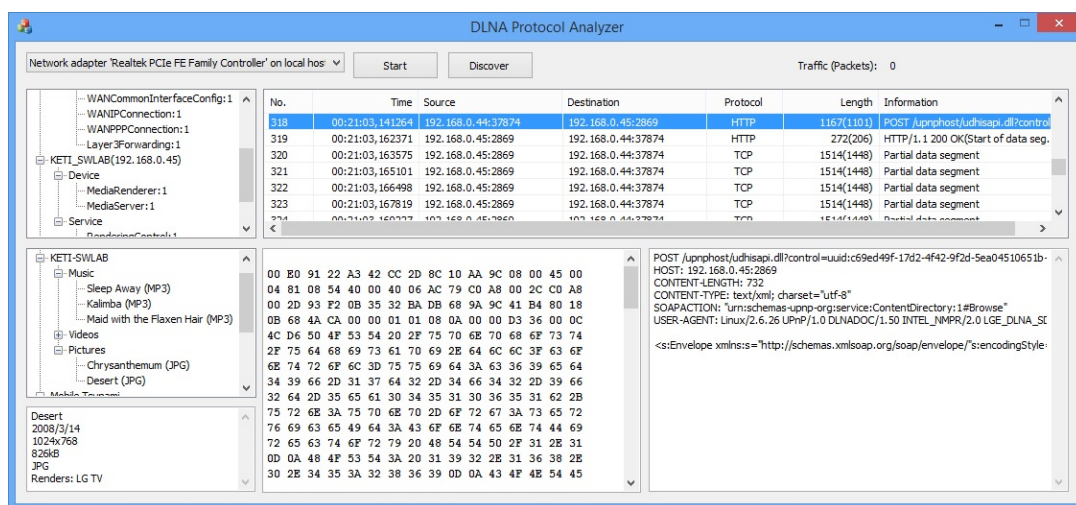 DLNA Protocol Analyzer
Network adapter 'Realtek PCIe FE Family Controller' on local hos
Start
Discover
Traffic (Packets): 0
WANCommonInterfaceConfig:1
WANIPConnection:1
WANPPPConnection:1
Layer3Forwarding:1
KETI_SWLAB(192.168.0.45)
Device
MediaRenderer:1
MediaServer:1
Service
RenderingControl:1
No. Time Source Destination Protocol Length Information
318 00:21:03,141264 192.168.0.44:37874 192.168.0.45:2869 HTTP 1167(1101) POST /upnphost/udhisapi.dll?control
319 00:21:03,162371 192.168.0.45:2869 192.168.0.44:37874 HTTP 272(206) HTTP/1.1 200 OK(Start of data seg.
320 00:21:03,163575 192.168.0.45:2869 192.168.0.44:37874 TCP 1514(1448) Partial data segment
321 00:21:03,165101 192.168.0.45:2869 192.168.0.44:37874 TCP 1514(1448) Partial data segment
322 00:21:03,166498 192.168.0.45:2869 192.168.0.44:37874 TCP 1514(1448) Partial data segment
323 00:21:03,167819 192.168.0.45:2869 192.168.0.44:37874 TCP 1514(1448) Partial data segment
324 192.168.0.45:2869 192.168.0.44:37874 TCP 1514(1448) Partial data segment
KETI-SWLAB
Music
Sleep Away (MP3)
Kalimba (MP3)
Maid with the Flaxen Hair (MP3)
Videos
Pictures
Chrysanthemum (JPG)
Desert (JPG)
Mobile Tsunami
Desert
2008/3/14
1024x768
826kB
JPG
Renders: LG TV
00 E0 91 22 A3 42 CC 2D 8C 10 AA 9C 08 00 45 00
04 81 08 54 40 00 40 06 AC 79 C0 A8 00 2C C0 A8
00 2D 93 F2 0B 35 32 BA DB 68 9A 9C 41 B4 80 18
0B 68 4A CA 00 00 01 01 08 0A 00 00 D3 36 00 0C
4C D6 50 4F 53 54 20 2F 75 70 6E 70 68 6F 73 74
2F 75 64 68 69 73 61 70 69 2E 64 6C 6C 3F 63 6F
6E 74 72 6F 6C 3D 75 75 69 64 3A 63 36 39 65 64
34 39 66 2D 31 37 64 32 2D 34 66 34 32 2D 39 66
32 64 2D 35 65 61 30 34 35 31 30 36 35 31 62 2B
75 72 6E 3A 75 70 6E 70 2D 6F 72 67 3A 73 65 72
76 69 63 65 49 64 3A 43 6F 6E 74 65 6E 74 44 69
72 65 63 74 6F 72 79 20 48 54 54 50 2F 31 2E 31
0D 0A 48 4F 53 54 3A 20 31 39 32 2E 31 36 38 2E
30 2E 34 35 3A 32 38 36 39 0D 0A 43 4F 4E 54 45
POST /upnphost/udhisapi.dll?control=uuid:c69ed49f-17d2-4f42-9f2d-5ea04510651b-
HOST: 192.168.0.45:2869
CONTENT-LENGTH: 732
CONTENT-TYPE: text/xml; charset="utf-8"
SOAPACTION: "urn:schemas-upnp-org:service:ContentDirectory:1#Browse"
USER-AGENT: Linux/2.6.26 UPnP/1.0 DLNADOC/1.50 INTEL_NMPR/2.0 LGE_DLNA_SD
<s:Envelope xmlns:s="http://schemas.xmlsoap.org/soap/envelope/"s:encodingStyle